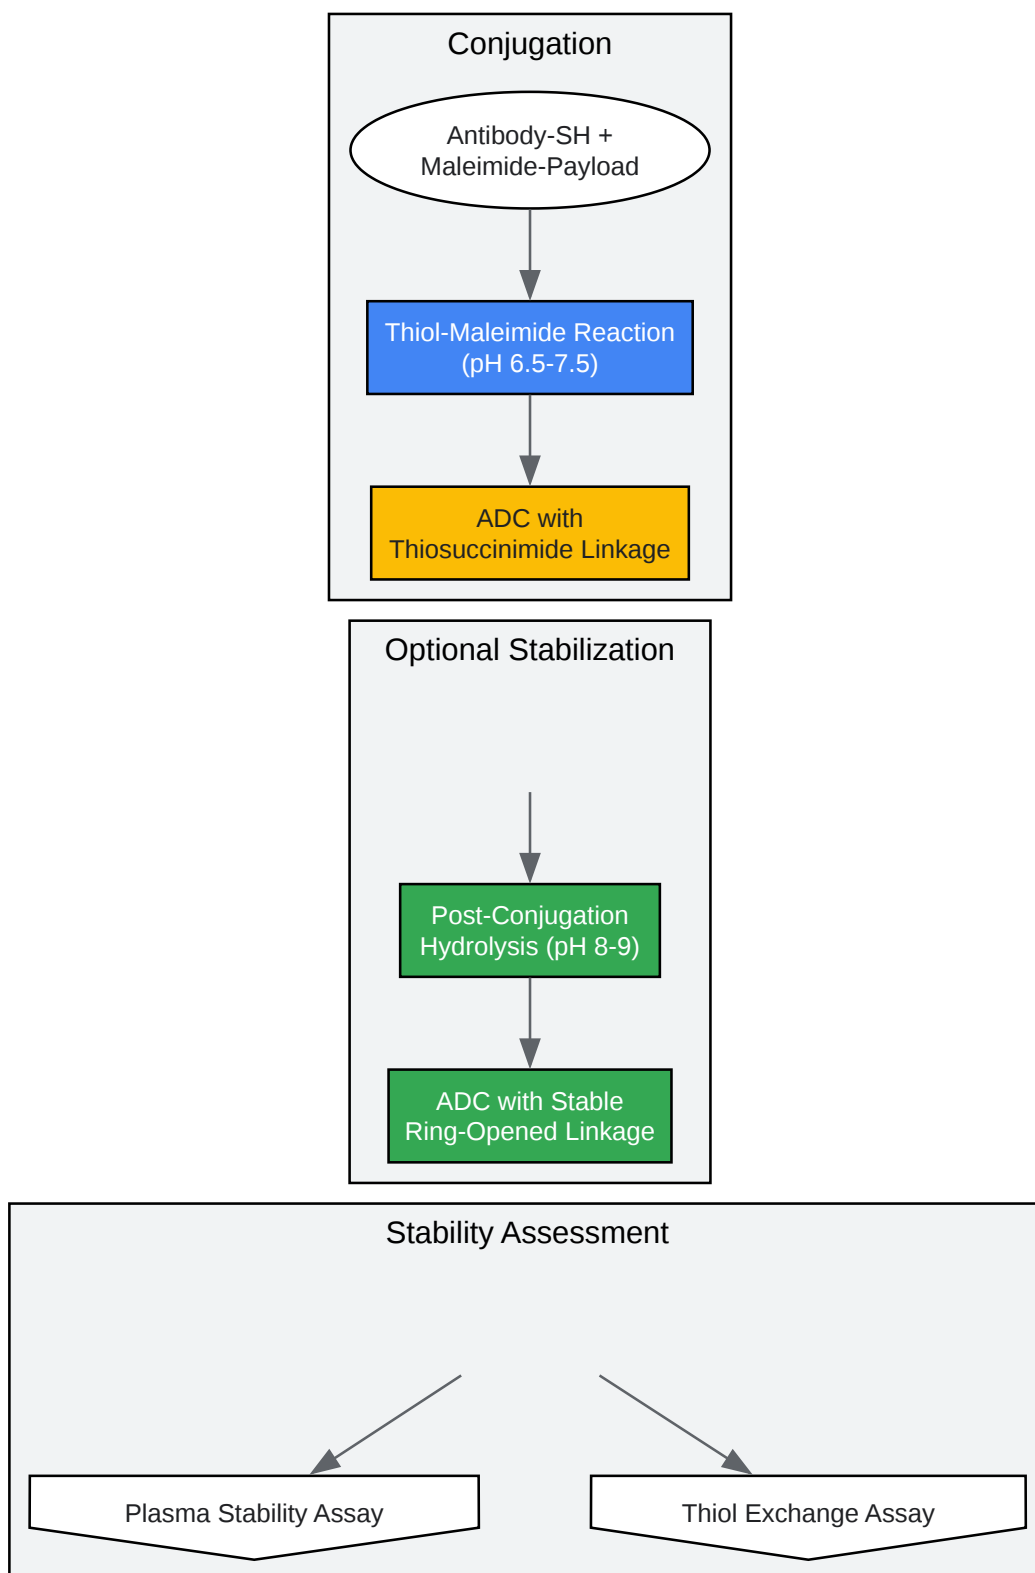 Conjugation
Antibody-SH +
Maleimide-Payload
Thiol-Maleimide Reaction
(pH 6.5-7.5)
ADC with
Thiosuccinimide Linkage
Optional Stabilization
Post-Conjugation
Hydrolysis (pH 8-9)
ADC with Stable
Ring-Opened Linkage
Stability Assessment
Plasma Stability Assay
Thiol Exchange Assay